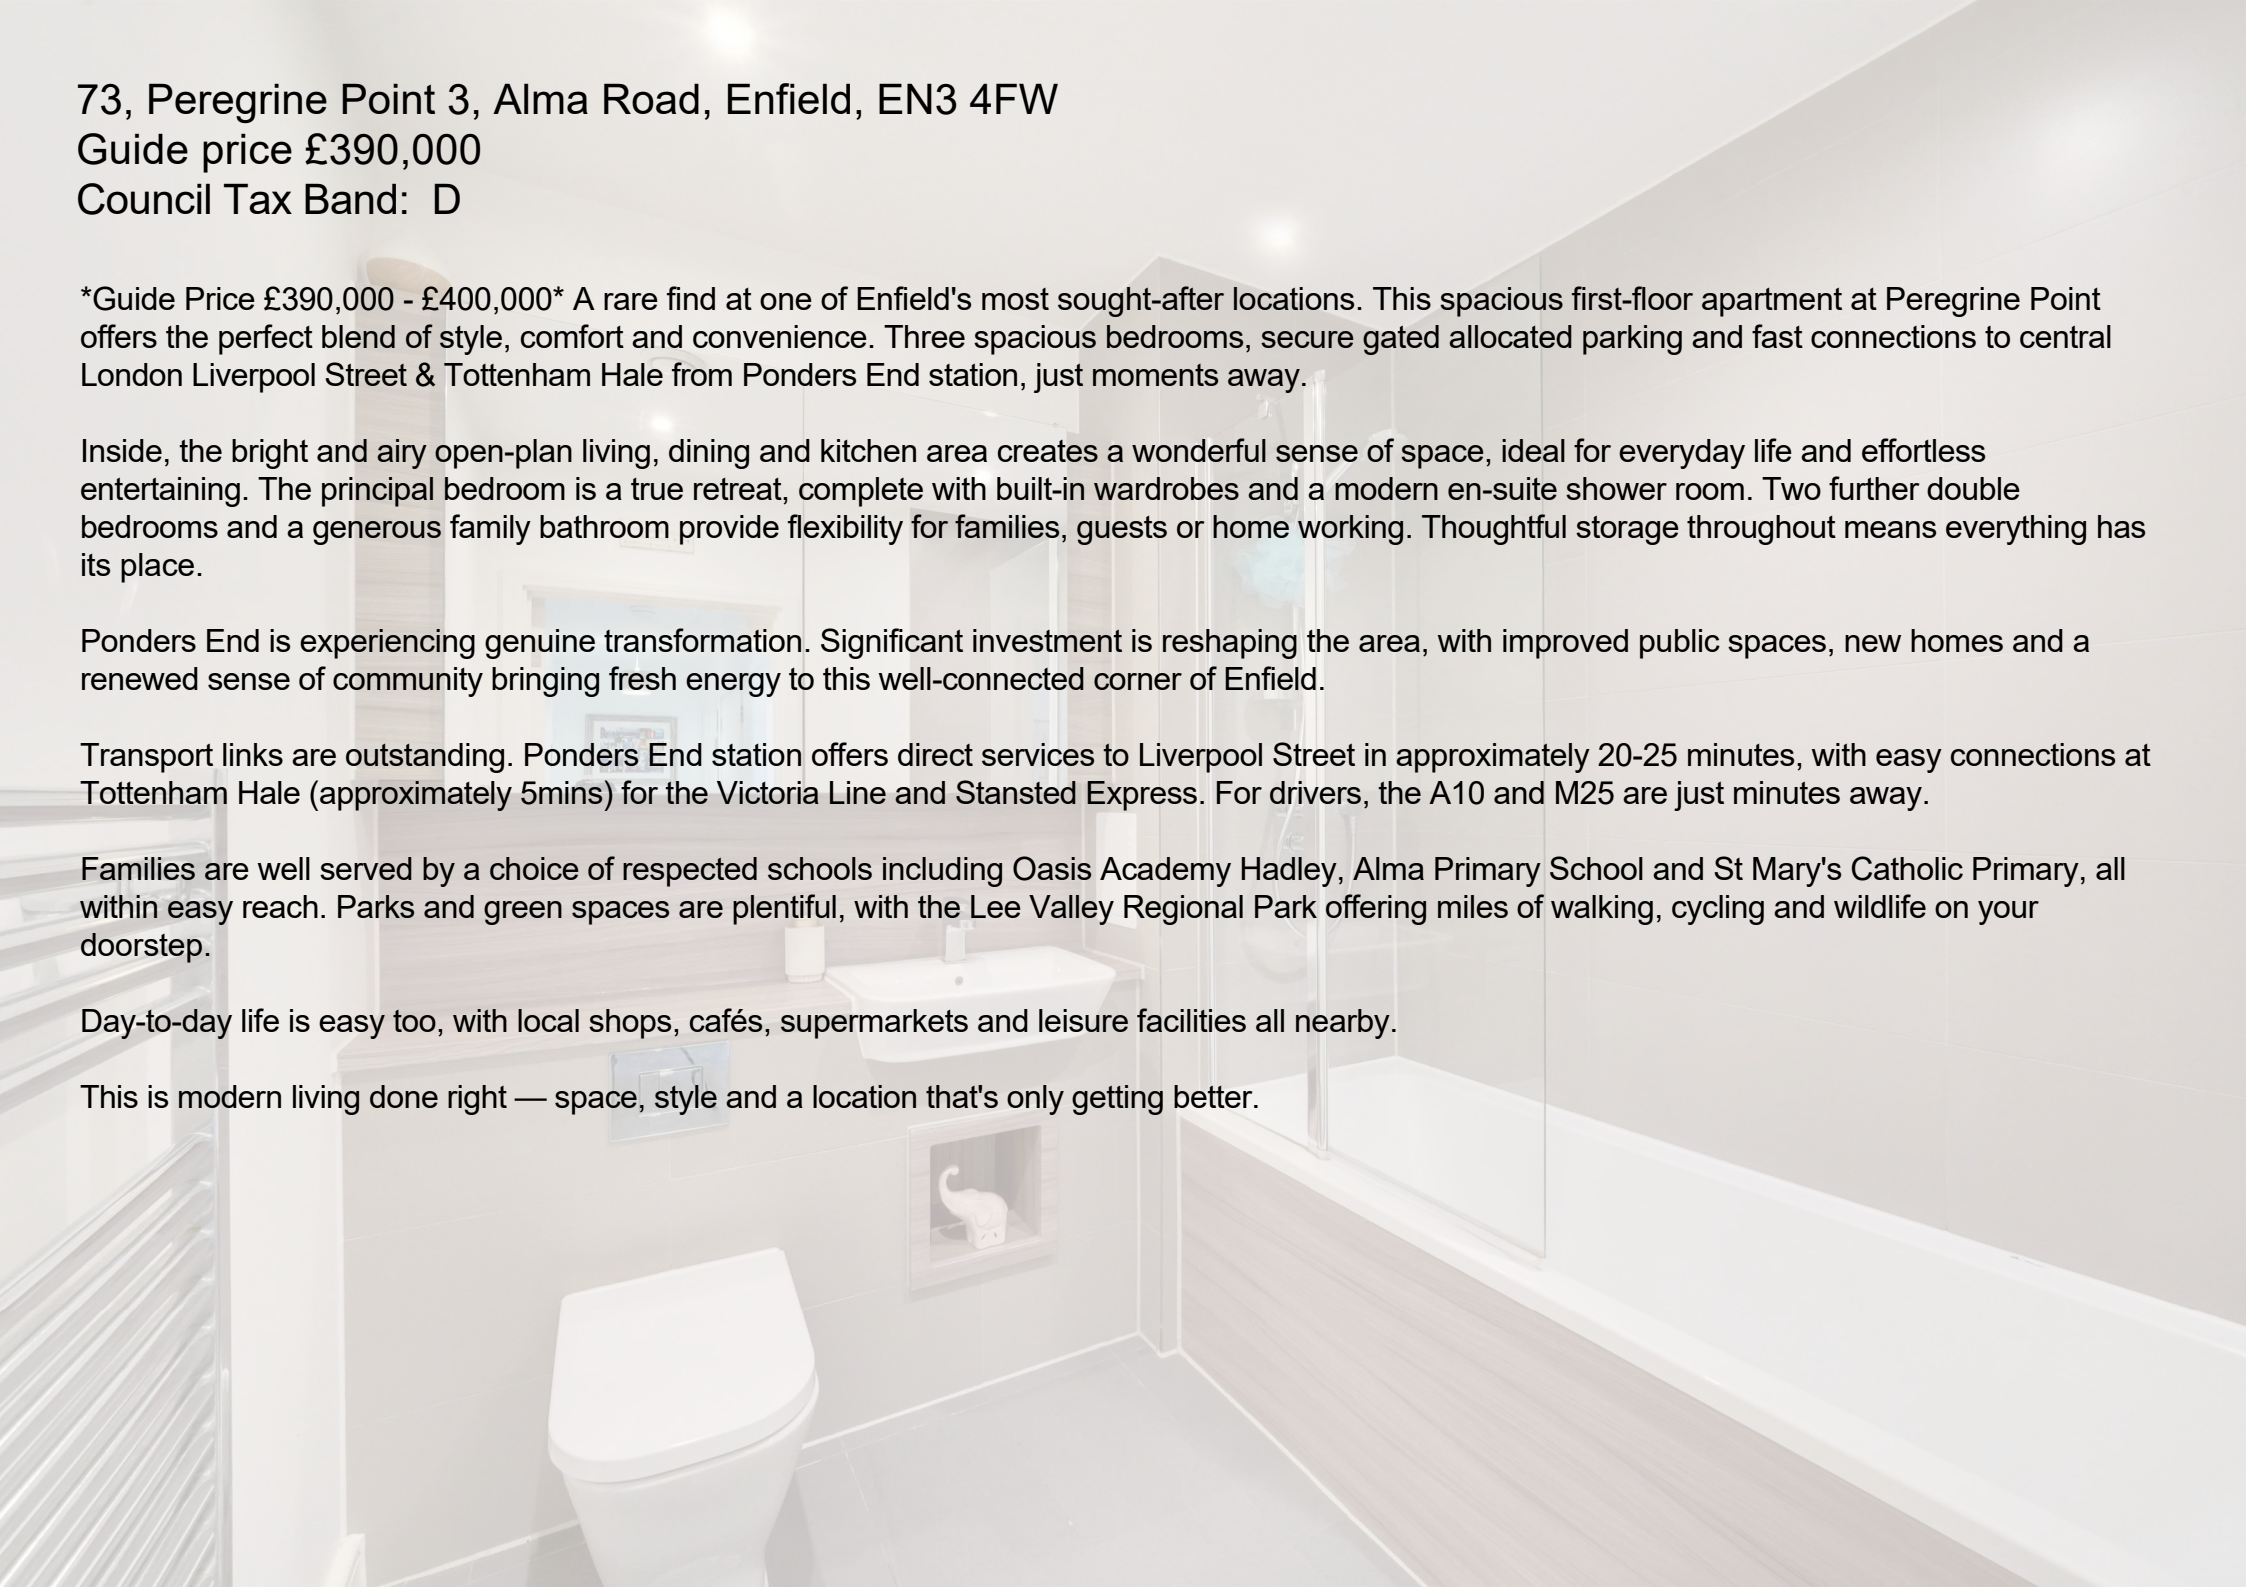 73, Peregrine Point 3, Alma Road, Enfield, EN3 4FW
Guide price £390,000
Council Tax Band:  D
*Guide Price £390,000 - £400,000* A rare find at one of Enfield's most sought-after locations. This spacious first-floor apartment at Peregrine Point
offers the perfect blend of style, comfort and convenience. Three spacious bedrooms, secure gated allocated parking and fast connections to central
London Liverpool Street & Tottenham Hale from Ponders End station, just moments away.
Inside, the bright and airy open-plan living, dining and kitchen area creates a wonderful sense of space, ideal for everyday life and effortless
entertaining. The principal bedroom is a true retreat, complete with built-in wardrobes and a modern en-suite shower room. Two further double
bedrooms and a generous family bathroom provide flexibility for families, guests or home working. Thoughtful storage throughout means everything has
its place.
Ponders End is experiencing genuine transformation. Significant investment is reshaping the area, with improved public spaces, new homes and a
renewed sense of community bringing fresh energy to this well-connected corner of Enfield.
Transport links are outstanding. Ponders End station offers direct services to Liverpool Street in approximately 20-25 minutes, with easy connections at
Tottenham Hale (approximately 5mins) for the Victoria Line and Stansted Express. For drivers, the A10 and M25 are just minutes away.
Families are well served by a choice of respected schools including Oasis Academy Hadley, Alma Primary School and St Mary's Catholic Primary, all
within easy reach. Parks and green spaces are plentiful, with the Lee Valley Regional Park offering miles of walking, cycling and wildlife on your
doorstep.
Day-to-day life is easy too, with local shops, cafés, supermarkets and leisure facilities all nearby.
This is modern living done right — space, style and a location that's only getting better.